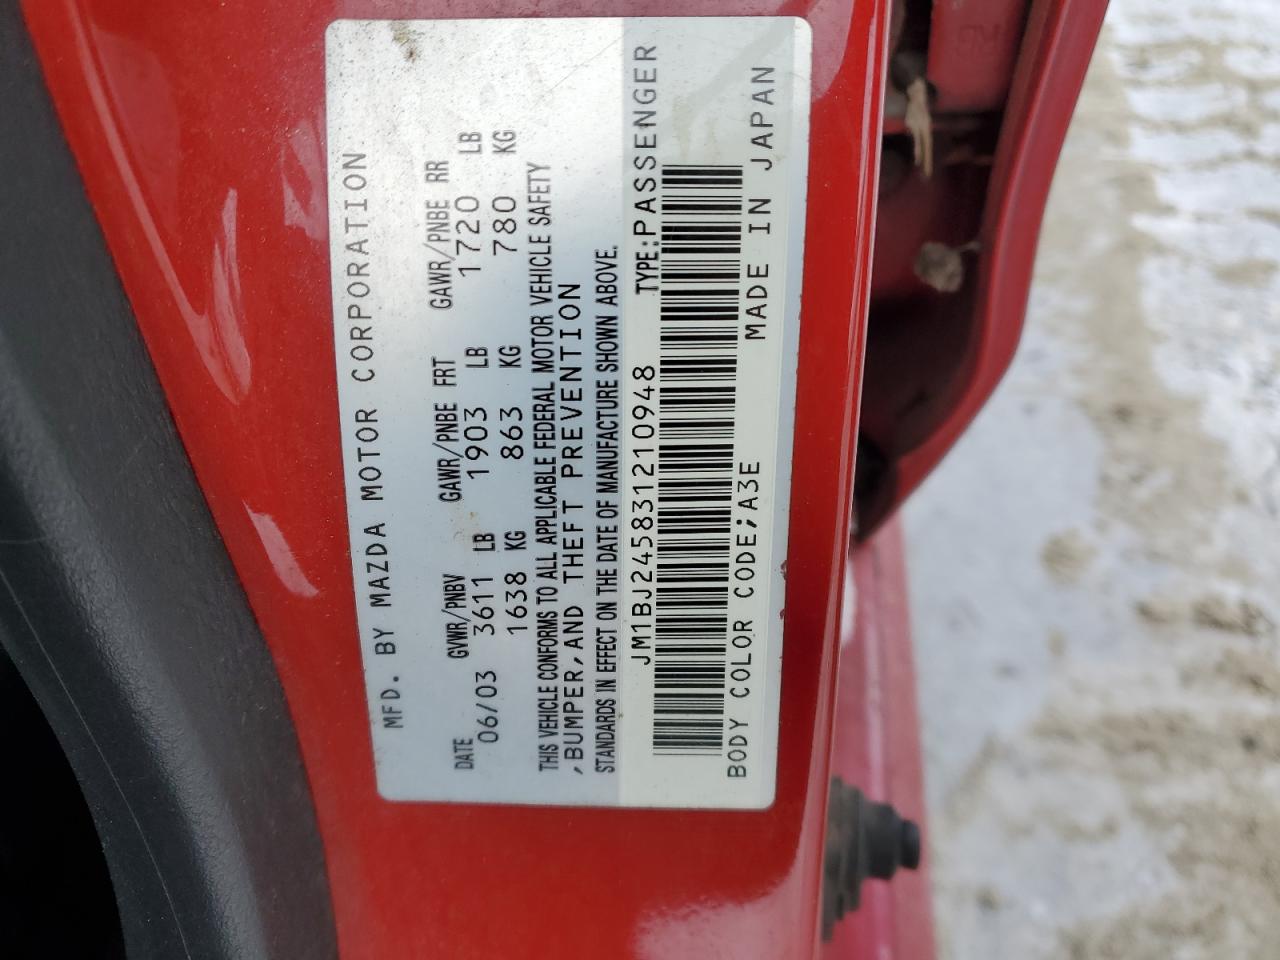 MFD. BY MAZDA MOTOR CORPORATION
DATE GVWR/PNBV GAWR/PNBE FRT GAWR/PNBE RR
06/03 3611 LB 1903 LB 1720 LB
1638 KG 863 KG 780 KG
THIS VEHICLE CONFORMS TO ALL APPLICABLE FEDERAL MOTOR VEHICLE SAFETY
,BUMPER,AND THEFT PREVENTION
STANDARDS IN EFFECT ON THE DATE OF MANUFACTURE SHOWN ABOVE.
JM1BJ245831210948 TYPE:PASSENGER
BODY COLOR CODE;A3E MADE IN JAPAN